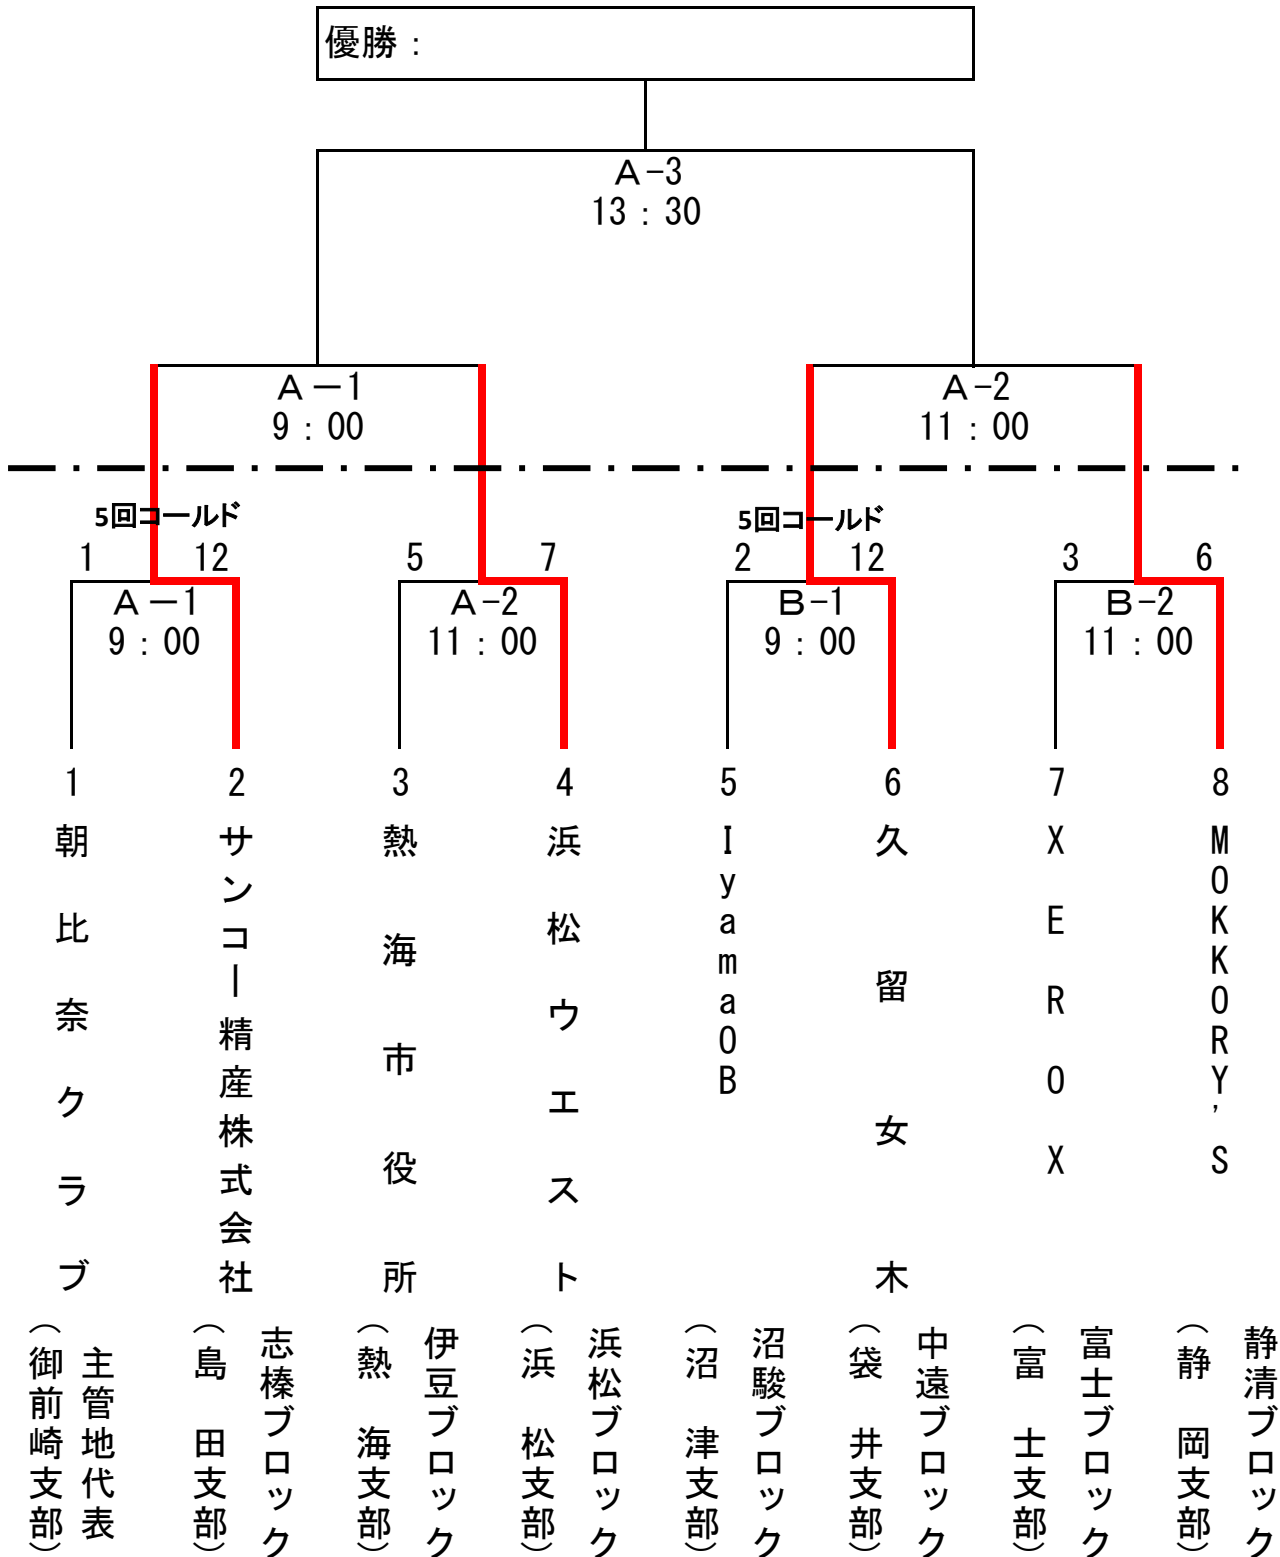 優勝：
A-3
13：30
A－1
9：00
A-2
11：00
5回コールド
5回コールド
1 12 5 7 2 12 3 6
A－1
9：00
A-2
11：00
B-1
9：00
B-2
11：00
1 2 3 4 5 6 7 8
朝比奈クラブ
サンコー精産株式会社
熱海市役所
浜松ウエスト
IyamaOB
久留女木
XEROX
MOKKORY'S
主管地代表
（御前崎支部）
志榛ブロック
（島田支部）
伊豆ブロック
（熱海支部）
浜松ブロック
（浜松支部）
沼駿ブロック
（沼津支部）
中遠ブロック
（袋井支部）
富士ブロック
（富士支部）
静清ブロック
（静岡支部）